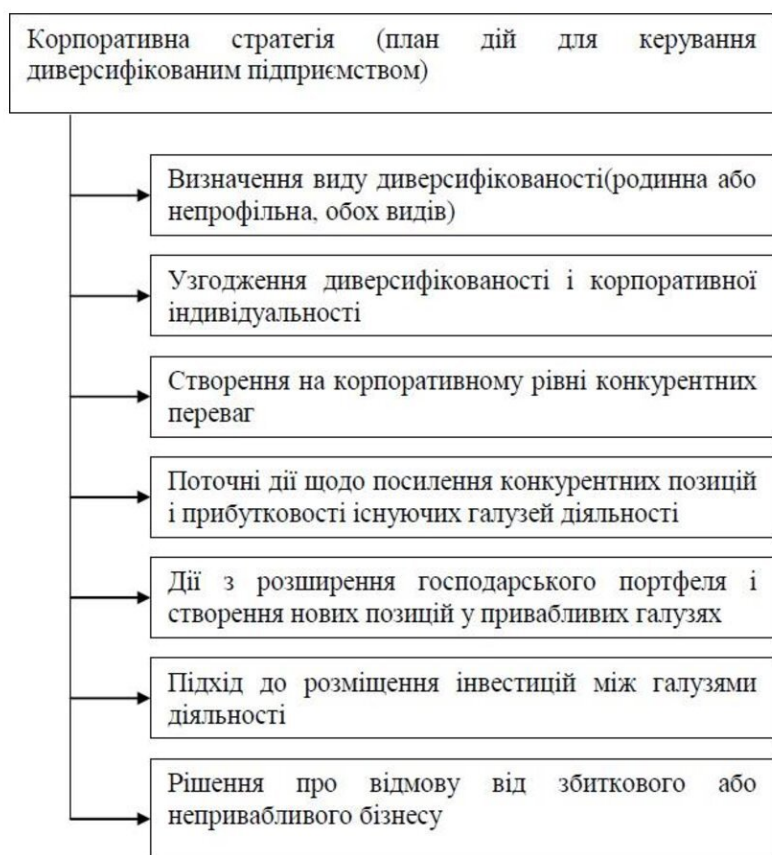 Корпоративна стратегія (план дій для керування
диверсифікованим підприємством)
Визначення виду диверсифікованості(родинна або
непрофільна, обох видів)
Узгодження диверсифікованості і корпоративної
індивідуальності
Створення на корпоративному рівні конкурентних
переваг
Поточні дії щодо посилення конкурентних позицій
і прибутковості існуючих галузей діяльності
Дії з розширення господарського портфеля і
створення нових позицій у привабливих галузях
Підхід до розміщення інвестицій між галузями
діяльності
Рішення про відмову від збиткового або
непривабливого бізнесу